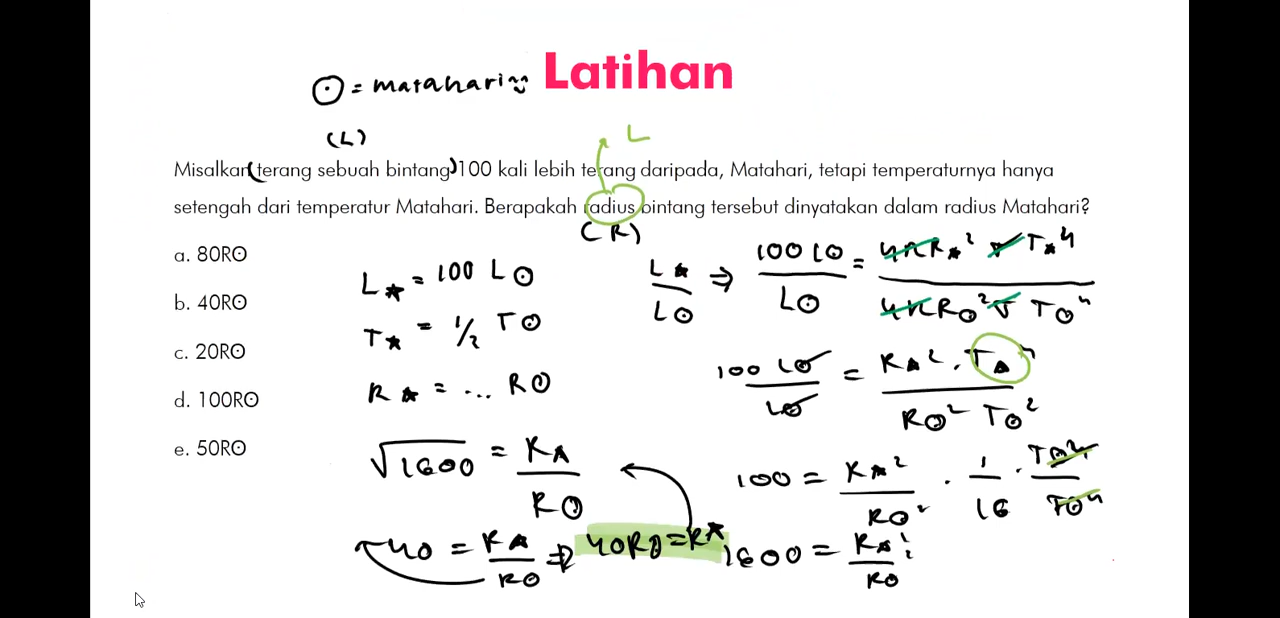 Latihan
⊙ = matahari
(L)
L
Misalkan (terang sebuah bintang) 100 kali lebih terang daripada, Matahari, tetapi temperaturnya hanya
setengah dari temperatur Matahari. Berapakah radius bintang tersebut dinyatakan dalam radius Matahari?
(R)
a. 80R⊙
b. 40R⊙
c. 20R⊙
d. 100R⊙
e. 50R⊙
L★ = 100 L⊙
T★ = 1/2 T⊙
R★ = ... R⊙
L★/L⊙ ⇒ 100 L⊙/L⊙ = 4πR★² σ T★⁴ / 4πR⊙² σ T⊙⁴
100 L⊙/L⊙ = R★² . T★⁴ / R⊙² T⊙²
100 = R★²/R⊙² . 1/16 . T⊙⁴/T⊙⁴
1600 = R★²/R⊙
√1600 = R★/R⊙
40 = R★/R⊙ ⇒ 40R⊙ = R★